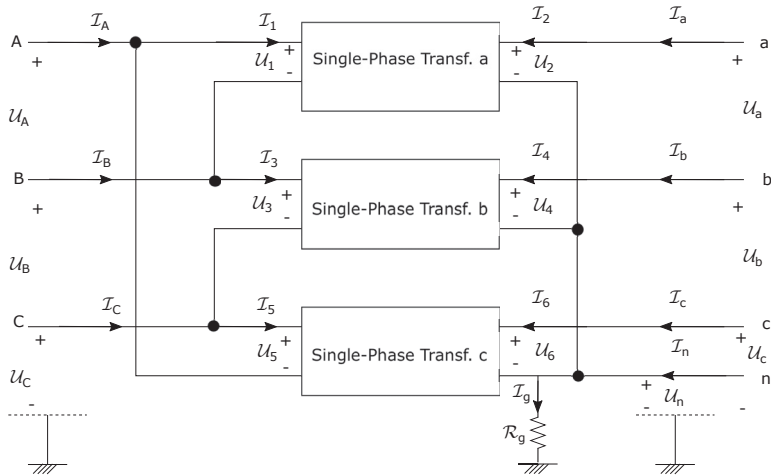 I_A I_1 I_2 I_a
A + U_1 + - Single-Phase Transf. a + - U_2 + a
U_A U_a
I_B I_3 I_4 I_b
B + U_3 + - Single-Phase Transf. b + - U_4 + b
U_B U_b
I_C I_5 I_6 I_c
C + U_5 + - Single-Phase Transf. c + - U_6 + c
I_n U_c
U_C I_g + U_n n
- R_g - -